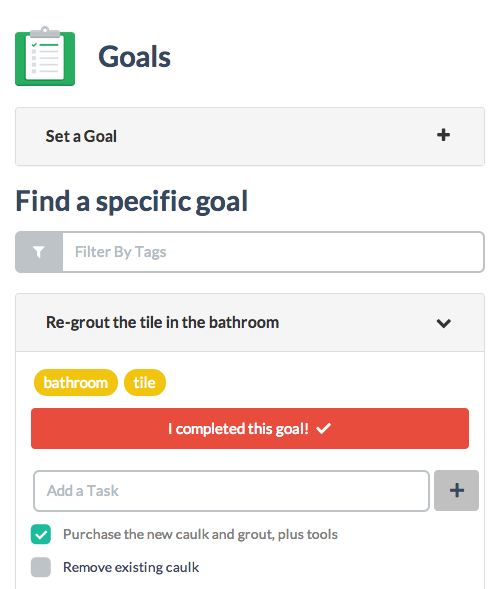 Goals
Set a Goal
Find a specific goal
Filter By Tags
Re-grout the tile in the bathroom
bathroom tile
I completed this goal!
Add a Task
Purchase the new caulk and grout, plus tools
Remove existing caulk